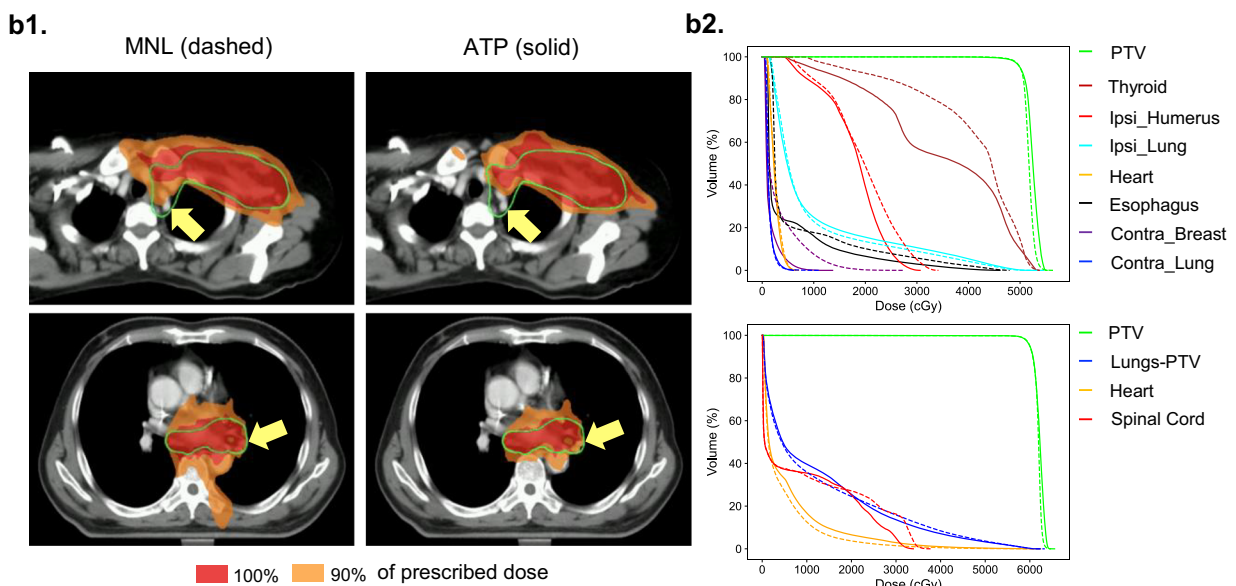 b1.
MNL (dashed)
ATP (solid)
100%
90%
of prescribed dose
b2.
Volume (%)
100
80
60
40
20
0
0
1000
2000
3000
4000
5000
Dose (cGy)
PTV
Thyroid
Ipsi_Humerus
Ipsi_Lung
Heart
Esophagus
Contra_Breast
Contra_Lung
Volume (%)
100
80
60
40
20
0
0
1000
2000
3000
4000
5000
6000
Dose (cGy)
PTV
Lungs-PTV
Heart
Spinal Cord